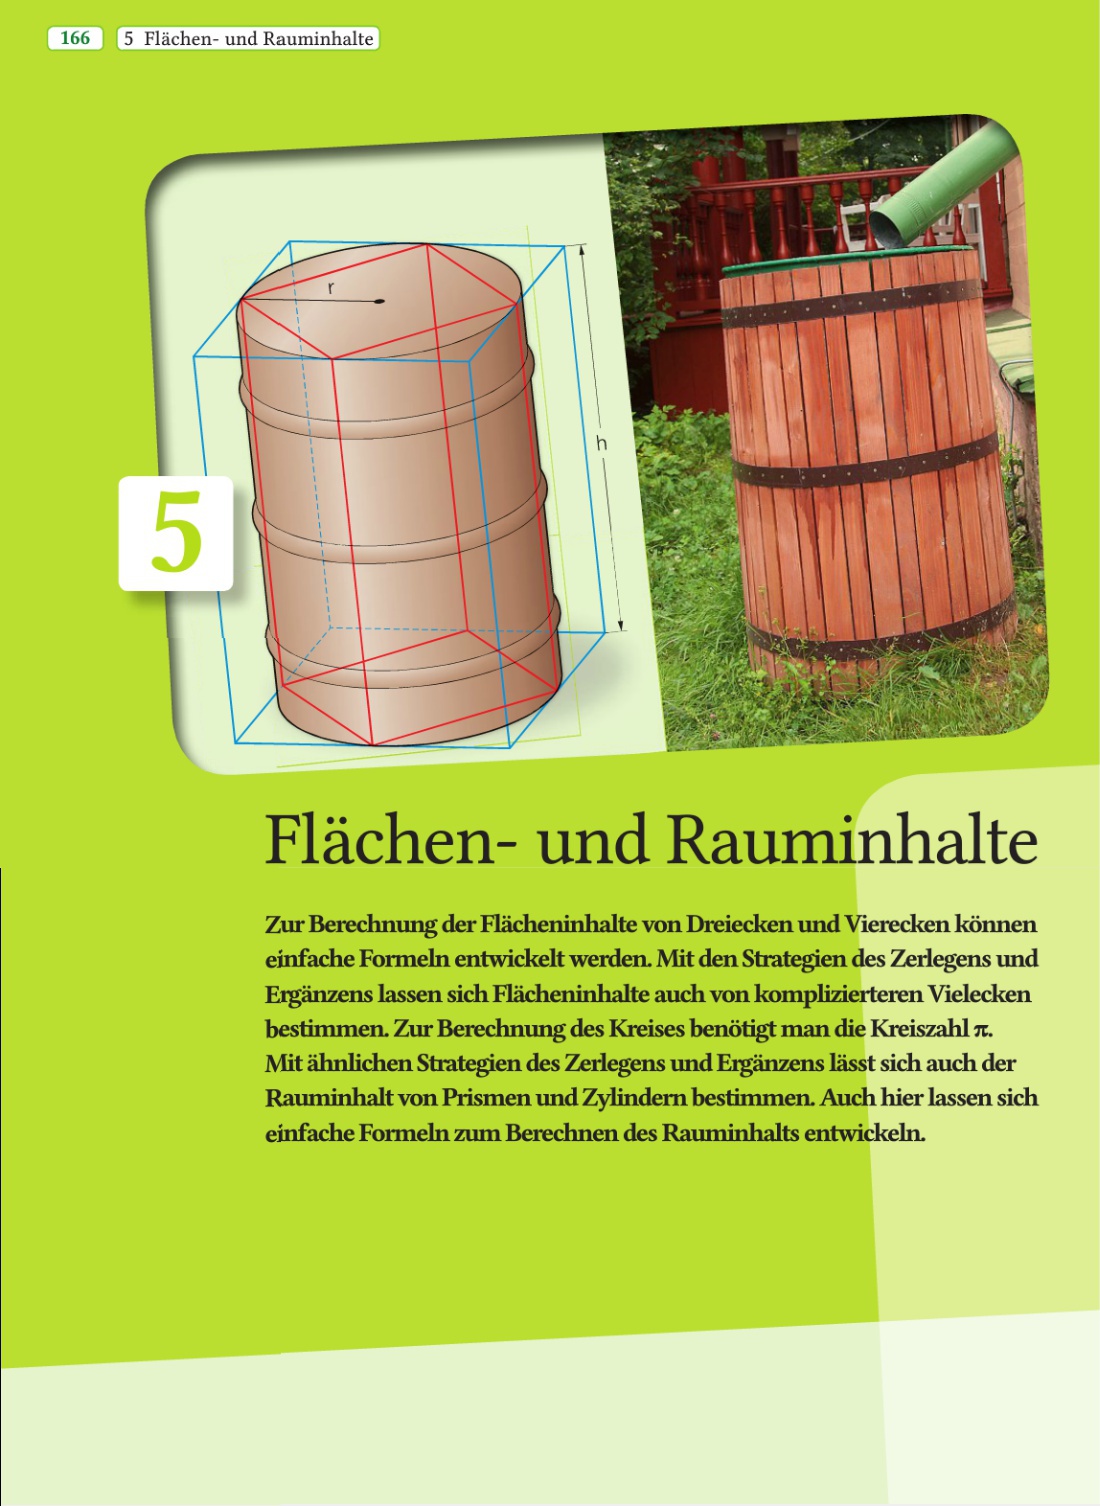 166
5 Flächen- und Rauminhalte
r
h
5
Flächen- und Rauminhalte
Zur Berechnung der Flächeninhalte von Dreiecken und Vierecken können
einfache Formeln entwickelt werden. Mit den Strategien des Zerlegens und
Ergänzens lassen sich Flächeninhalte auch von komplizierteren Vielecken
bestimmen. Zur Berechnung des Kreises benötigt man die Kreiszahl π.
Mit ähnlichen Strategien des Zerlegens und Ergänzens lässt sich auch der
Rauminhalt von Prismen und Zylindern bestimmen. Auch hier lassen sich
einfache Formeln zum Berechnen des Rauminhalts entwickeln.